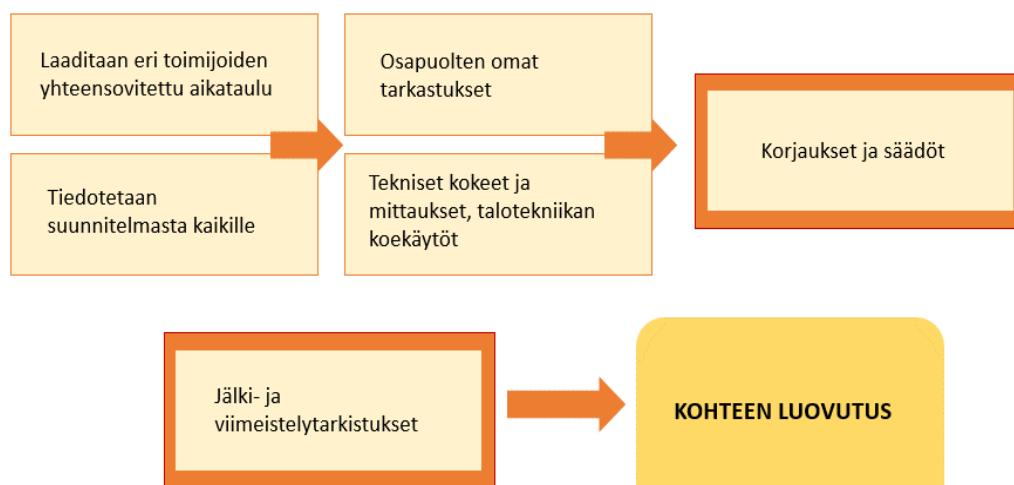 Laaditaan eri toimijoiden
yhteensovitettu aikataulu
Tiedotetaan
suunnitelmasta kaikille
Osapuolten omat
tarkastukset
Tekniset kokeet ja
mittaukset, talotekniikan
koekäytöt
Korjaukset ja säädöt
Jälki- ja
viimeistelytarkistukset
KOHTEEN LUOVUTUS